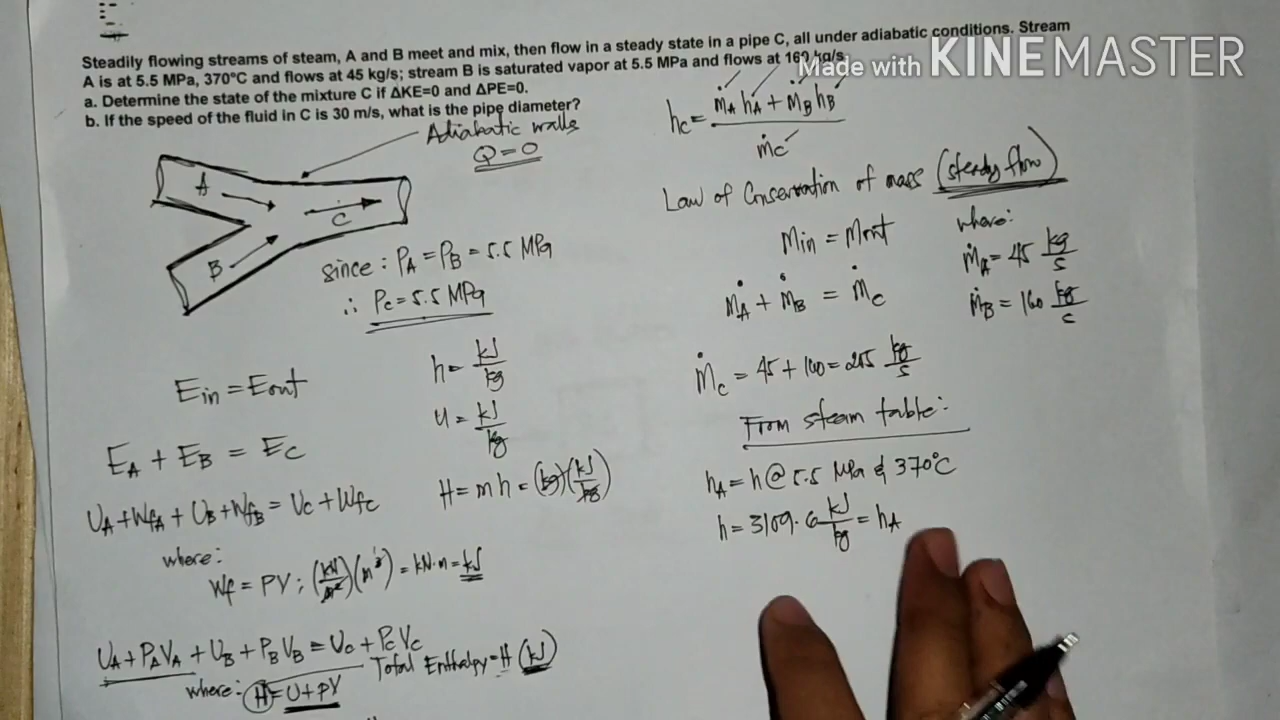 Steadily flowing streams of steam, A and B meet and mix, then flow in a steady state in a pipe C, all under adiabatic conditions. Stream
A is at 5.5 MPa, 370°C and flows at 45 kg/s; stream B is saturated vapor at 5.5 MPa and flows at 160 kg/s.
a. Determine the state of the mixture C if ΔKE=0 and ΔPE=0.
b. If the speed of the fluid in C is 30 m/s, what is the pipe diameter?
Made with KINEMASTER
Adiabatic walls
Q=0
A
C
B
since: PA = PB = 5.5 MPa
∴ Pc = 5.5 MPa
Ein = Eout
EA + EB = EC
UA + WfA + UB + WfB = Uc + Wfc
where:
Wf = PV; (kN/m²)(m³) = kN·m = kJ
UA + PAVA + UB + PBVB = Uc + PcVc
where: H = U + PV
Total Enthalpy = H (kJ)
h = kJ/kg
u = kJ/kg
H = mh = (kg)(kJ/kg)
hc = ṁA hA + ṁB hB / ṁc
Law of Conservation of mass (steady flow)
Min = Mout
ṁA + ṁB = ṁc
where:
ṁA = 45 kg/s
ṁB = 160 kg/s
ṁc = 45 + 160 = 205 kg/s
From steam table:
hA = h @ 5.5 MPa & 370°C
h = 3109.6 kJ/kg = hA